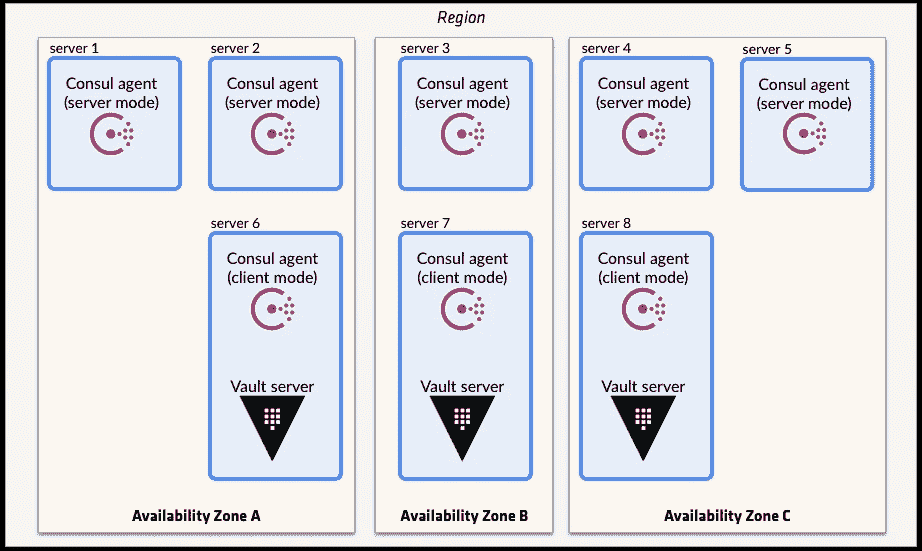 Region
server 1
Consul agent
(server mode)
server 2
Consul agent
(server mode)
server 3
Consul agent
(server mode)
server 4
Consul agent
(server mode)
server 5
Consul agent
(server mode)
server 6
Consul agent
(client mode)
Vault server
server 7
Consul agent
(client mode)
Vault server
server 8
Consul agent
(client mode)
Vault server
Availability Zone A
Availability Zone B
Availability Zone C